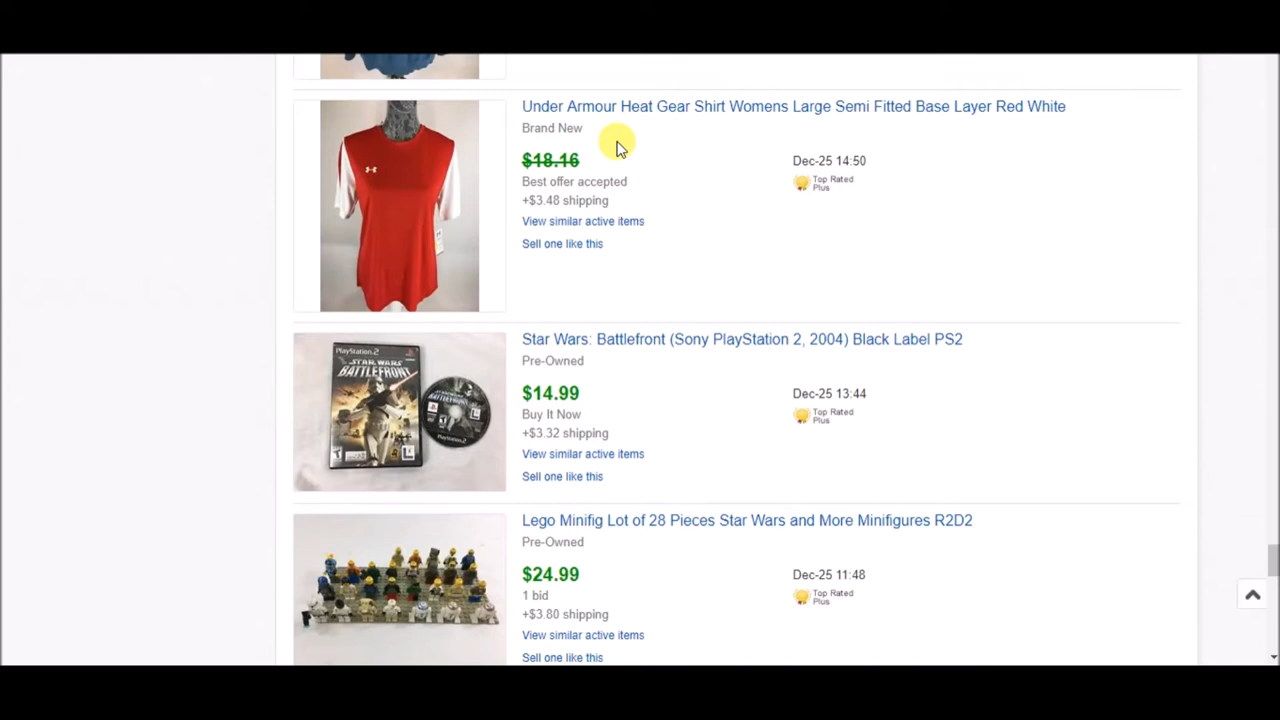 Under Armour Heat Gear Shirt Womens Large Semi Fitted Base Layer Red White
Brand New
$18.16
Dec-25 14:50
Best offer accepted
Top Rated
Plus
+$3.48 shipping
View similar active items
Sell one like this
PlayStation.2
STAR WARS
BATTLEFRONT
Star Wars: Battlefront (Sony PlayStation 2, 2004) Black Label PS2
Pre-Owned
$14.99
Dec-25 13:44
Buy It Now
Top Rated
Plus
+$3.32 shipping
View similar active items
Sell one like this
Lego Minifig Lot of 28 Pieces Star Wars and More Minifigures R2D2
Pre-Owned
$24.99
Dec-25 11:48
1 bid
Top Rated
Plus
+$3.80 shipping
View similar active items
Sell one like this